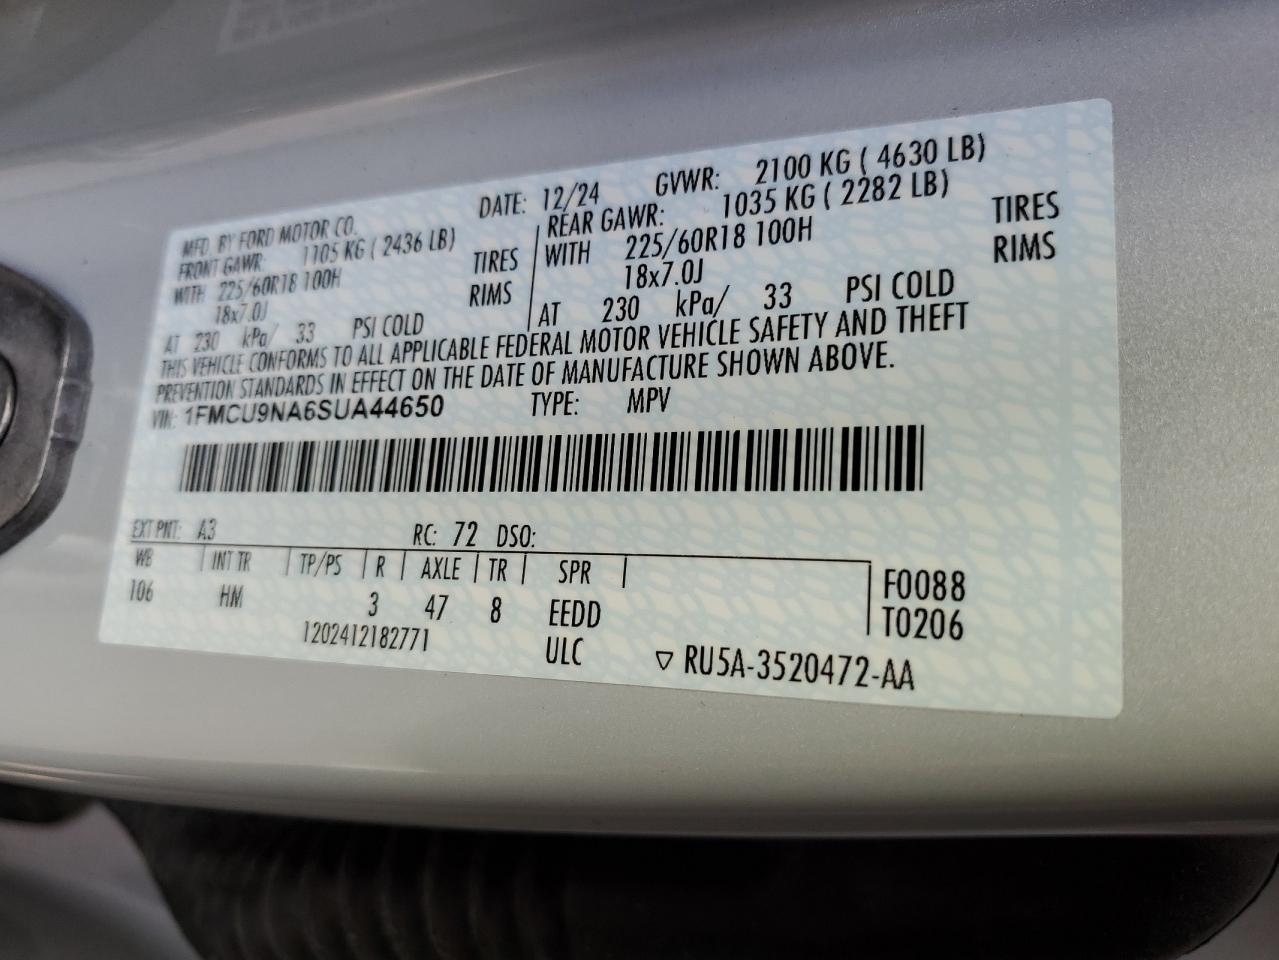 MFD. BY FORD MOTOR CO. DATE: 12/24 GVWR: 2100 KG ( 4630 LB)
FRONT GAWR: 1105 KG ( 2436 LB) REAR GAWR: 1035 KG ( 2282 LB)
WITH 225/60R18 100H TIRES WITH 225/60R18 100H TIRES
18x7.0J RIMS 18x7.0J RIMS
AT 230 kPa/ 33 PSI COLD AT 230 kPa/ 33 PSI COLD
THIS VEHICLE CONFORMS TO ALL APPLICABLE FEDERAL MOTOR VEHICLE SAFETY AND THEFT
PREVENTION STANDARDS IN EFFECT ON THE DATE OF MANUFACTURE SHOWN ABOVE.
VIN: 1FMCU9NA6SUA44650 TYPE: MPV
EXT PNT: A3 RC: 72 DSO:
WB INT TR TP/PS R AXLE TR SPR F0088
106 HM 3 47 8 EEDD T0206
1202412182771 ULC ▽ RU5A-3520472-AA